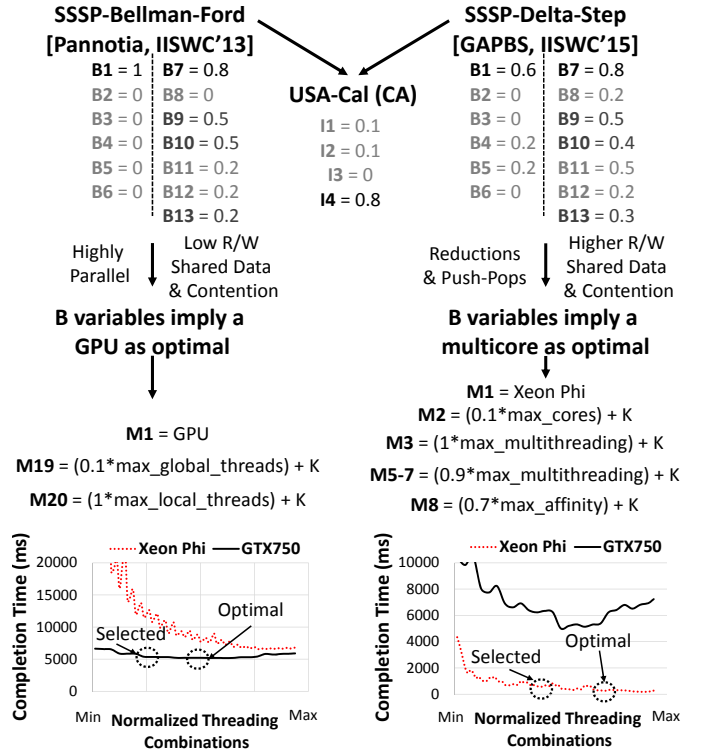 SSSP-Bellman-Ford
[Pannotia, IISWC'13]
B1 = 1
B2 = 0
B3 = 0
B4 = 0
B5 = 0
B6 = 0
B7 = 0.8
B8 = 0
B9 = 0.5
B10 = 0.5
B11 = 0.2
B12 = 0.2
B13 = 0.2
USA-Cal (CA)
I1 = 0.1
I2 = 0.1
I3 = 0
I4 = 0.8
SSSP-Delta-Step
[GAPBS, IISWC'15]
B1 = 0.6
B2 = 0
B3 = 0
B4 = 0.2
B5 = 0.2
B6 = 0
B7 = 0.8
B8 = 0.2
B9 = 0.5
B10 = 0.4
B11 = 0.5
B12 = 0.2
B13 = 0.3
Highly
Parallel
Low R/W
Shared Data
& Contention
B variables imply a
GPU as optimal
M1 = GPU
M19 = (0.1*max_global_threads) + K
M20 = (1*max_local_threads) + K
Reductions
& Push-Pops
Higher R/W
Shared Data
& Contention
B variables imply a
multicore as optimal
M1 = Xeon Phi
M2 = (0.1*max_cores) + K
M3 = (1*max_multithreading) + K
M5-7 = (0.9*max_multithreading) + K
M8 = (0.7*max_affinity) + K
Xeon Phi GTX750
Completion Time (ms)
20000
15000
10000
5000
0
Selected
Optimal
Min
Normalized Threading
Combinations
Max
Xeon Phi GTX750
Completion Time (ms)
10000
8000
6000
4000
2000
0
Selected
Optimal
Min
Normalized Threading
Combinations
Max